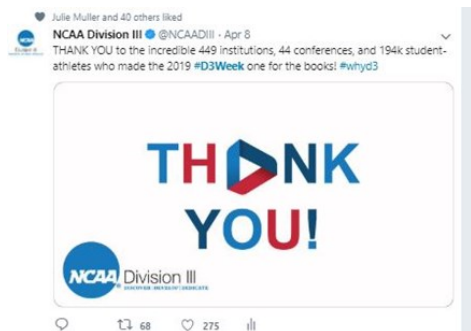 Julie Muller and 40 others liked
NCAA Division III @NCAADIII · Apr 8
THANK YOU to the incredible 449 institutions, 44 conferences, and 194k student-
athletes who made the 2019 #D3Week one for the books! #whyd3
THANK
YOU!
NCAA Division III
68 275